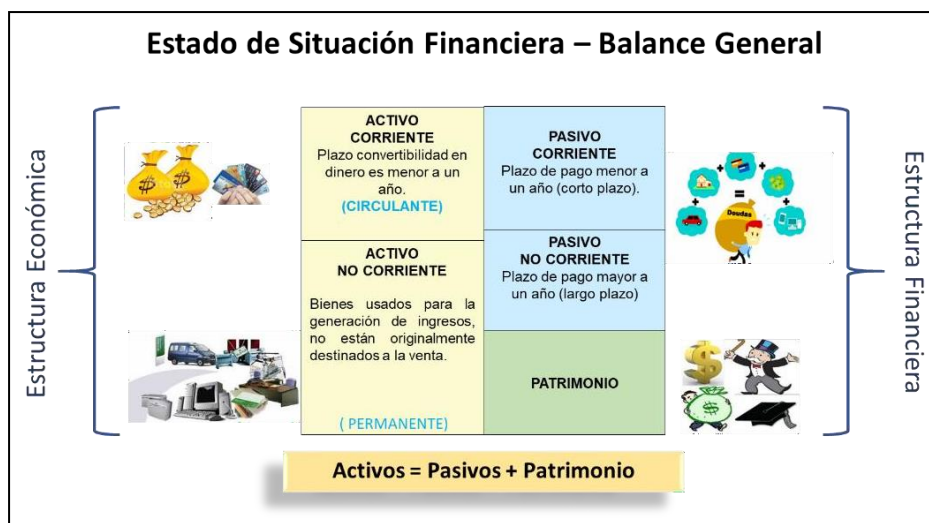 Estado de Situación Financiera – Balance General
Estructura Económica
ACTIVO
CORRIENTE
Plazo convertibilidad en
dinero es menor a un
año.
(CIRCULANTE)
ACTIVO
NO CORRIENTE
Bienes usados para la
generación de ingresos,
no están originalmente
destinados a la venta.
( PERMANENTE)
PASIVO
CORRIENTE
Plazo de pago menor a
un año (corto plazo).
PASIVO
NO CORRIENTE
Plazo de pago mayor a
un año (largo plazo)
PATRIMONIO
Deudas
Estructura Financiera
Activos = Pasivos + Patrimonio